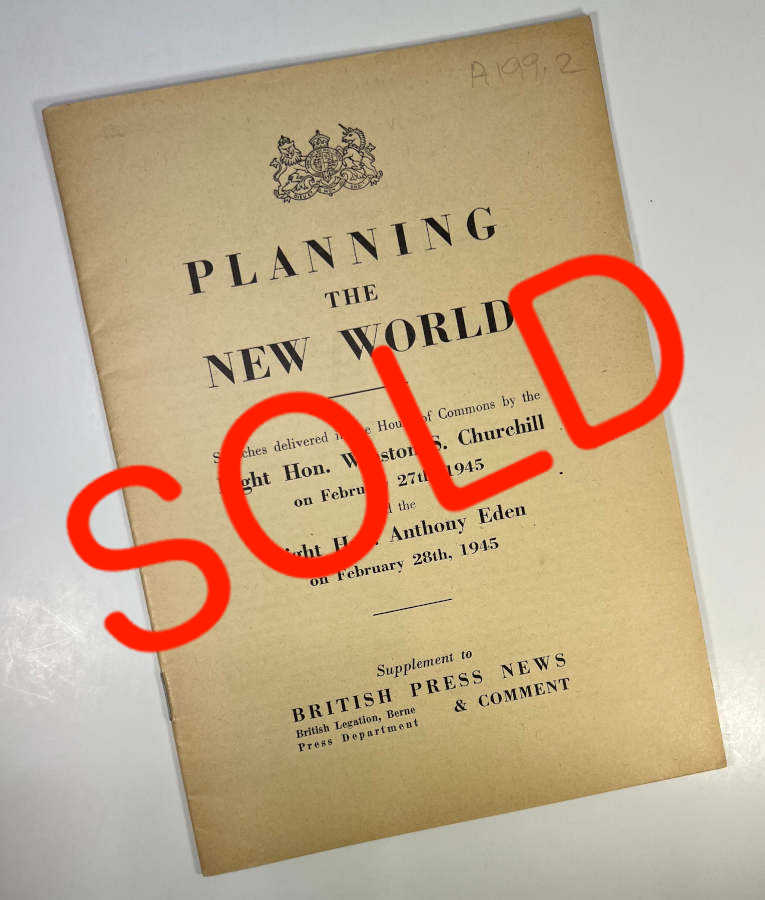 A199.2
PLANNING
THE
NEW WORLD
delivered House of Commons by the
Hon. S. Churchill
on 27th 1945
the
Anthony Eden
on February 28th, 1945
SOLD
Supplement to
BRITISH PRESS NEWS
& COMMENT
British Legation, Berne
Press Department